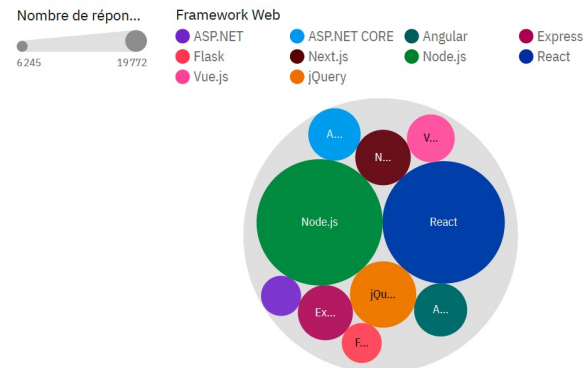 Nombre de répon...
6245
19772
Framework Web
ASP.NET
ASP.NET CORE
Angular
Express
Flask
Next.js
Node.js
React
Vue.js
jQuery
A...
V...
N...
Node.js
React
jQu...
Ex...
A...
F...